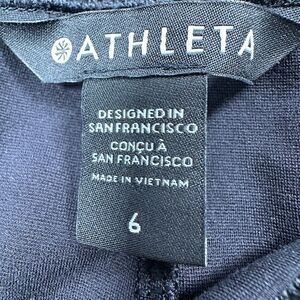 ATHLETA
DESIGNED IN
SAN FRANCISCO
CONÇU À
SAN FRANCISCO
MADE IN VIETNAM
6